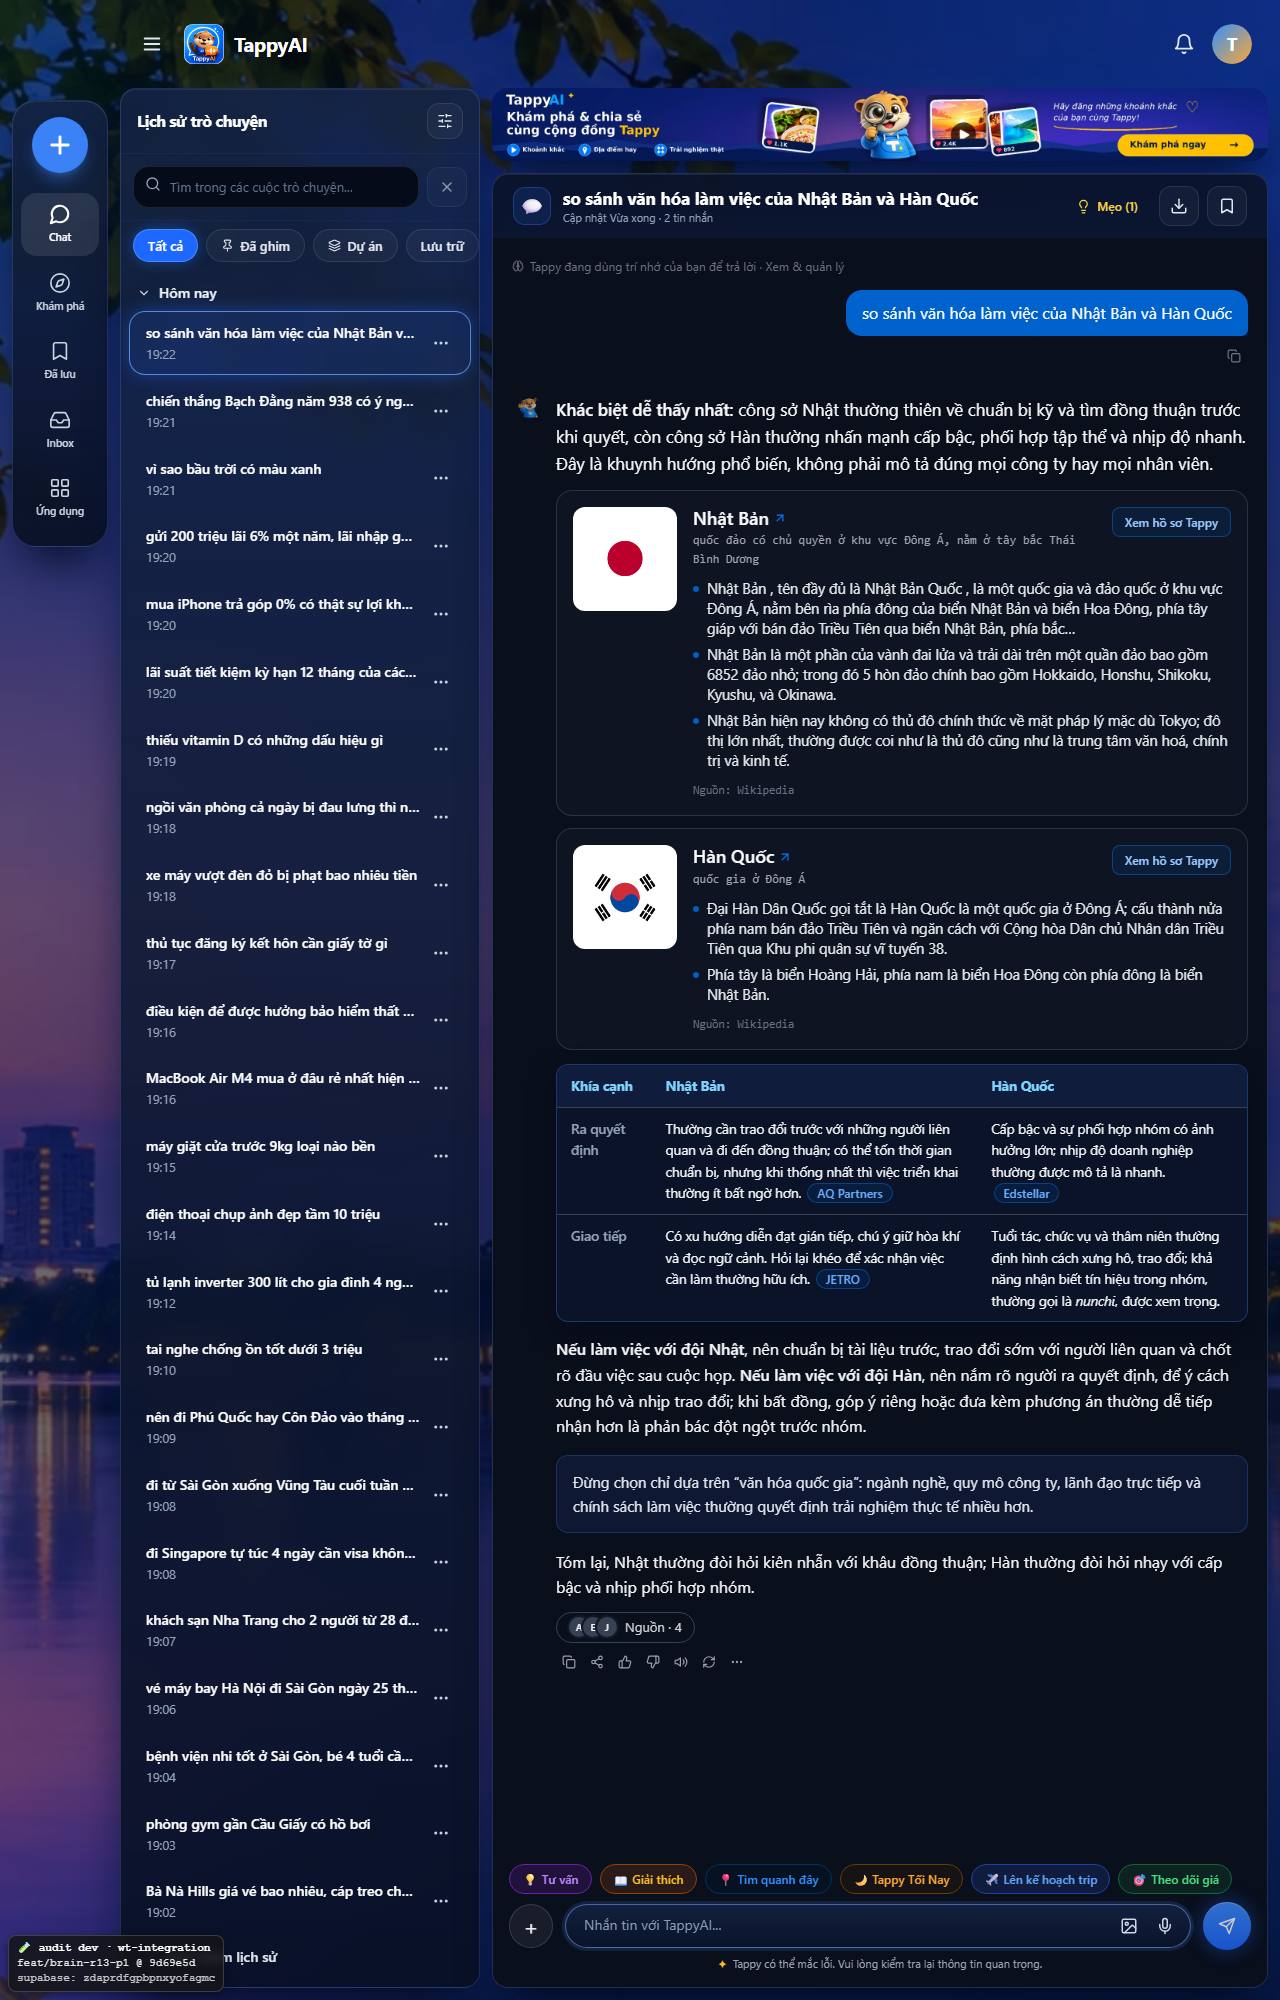 TappyAI
T
TappyAI
Khám phá & chia sẻ
cùng cộng đồng Tappy
Khoảnh khắc
Địa điểm hay
Trải nghiệm thật
1.1K
2.4K
892
Hãy đăng những khoảnh khắc
của bạn cùng Tappy!
Khám phá ngay →
Chat
Khám phá
Đã lưu
Inbox
Ứng dụng
Lịch sử trò chuyện
Tìm trong các cuộc trò chuyện...
Tất cả
Đã ghim
Dự án
Lưu trữ
Hôm nay
so sánh văn hóa làm việc của Nhật Bản v...
19:22
chiến thắng Bạch Đằng năm 938 có ý ng...
19:21
vì sao bầu trời có màu xanh
19:21
gửi 200 triệu lãi 6% một năm, lãi nhập g...
19:20
mua iPhone trả góp 0% có thật sự lợi kh...
19:20
lãi suất tiết kiệm kỳ hạn 12 tháng của các...
19:20
thiếu vitamin D có những dấu hiệu gì
19:19
ngồi văn phòng cả ngày bị đau lưng thì n...
19:18
xe máy vượt đèn đỏ bị phạt bao nhiêu tiền
19:18
thủ tục đăng ký kết hôn cần giấy tờ gì
19:17
điều kiện để được hưởng bảo hiểm thất ...
19:16
MacBook Air M4 mua ở đâu rẻ nhất hiện ...
19:16
máy giặt cửa trước 9kg loại nào bền
19:15
điện thoại chụp ảnh đẹp tầm 10 triệu
19:14
tủ lạnh inverter 300 lít cho gia đình 4 ng...
19:12
tai nghe chống ồn tốt dưới 3 triệu
19:10
nên đi Phú Quốc hay Côn Đảo vào tháng ...
19:09
đi từ Sài Gòn xuống Vũng Tàu cuối tuần ...
19:08
đi Singapore tự túc 4 ngày cần visa khôn...
19:08
khách sạn Nha Trang cho 2 người từ 28 đ...
19:07
vé máy bay Hà Nội đi Sài Gòn ngày 25 th...
19:06
bệnh viện nhi tốt ở Sài Gòn, bé 4 tuổi cầ...
19:04
phòng gym gần Cầu Giấy có hồ bơi
19:03
Bà Nà Hills giá vé bao nhiêu, cáp treo ch...
19:02
lịch sử
audit dev · wt-integration
feat/brain-r13-p1 @ 9d69e5d
supabase: zdaprdfgpbpnxyofagmc
so sánh văn hóa làm việc của Nhật Bản và Hàn Quốc
Cập nhật Vừa xong · 2 tin nhắn
Mẹo (1)
Tappy đang dùng trí nhớ của bạn để trả lời · Xem & quản lý
so sánh văn hóa làm việc của Nhật Bản và Hàn Quốc
Khác biệt dễ thấy nhất: công sở Nhật thường thiên về chuẩn bị kỹ và tìm đồng thuận trước
khi quyết, còn công sở Hàn thường nhấn mạnh cấp bậc, phối hợp tập thể và nhịp độ nhanh.
Đây là khuynh hướng phổ biến, không phải mô tả đúng mọi công ty hay mọi nhân viên.
Nhật Bản
Xem hồ sơ Tappy
quốc đảo có chủ quyền ở khu vực Đông Á, nằm ở tây bắc Thái
Bình Dương
Nhật Bản , tên đầy đủ là Nhật Bản Quốc , là một quốc gia và đảo quốc ở khu vực
Đông Á, nằm bên rìa phía đông của biển Nhật Bản và biển Hoa Đông, phía tây
giáp với bán đảo Triều Tiên qua biển Nhật Bản, phía bắc...
Nhật Bản là một phần của vành đai lửa và trải dài trên một quần đảo bao gồm
6852 đảo nhỏ; trong đó 5 hòn đảo chính bao gồm Hokkaido, Honshu, Shikoku,
Kyushu, và Okinawa.
Nhật Bản hiện nay không có thủ đô chính thức về mặt pháp lý mặc dù Tokyo; đô
thị lớn nhất, thường được coi như là thủ đô cũng như là trung tâm văn hoá, chính
trị và kinh tế.
Nguồn: Wikipedia
Hàn Quốc
Xem hồ sơ Tappy
quốc gia ở Đông Á
Đại Hàn Dân Quốc gọi tắt là Hàn Quốc là một quốc gia ở Đông Á; cấu thành nửa
phía nam bán đảo Triều Tiên và ngăn cách với Cộng hòa Dân chủ Nhân dân Triều
Tiên qua Khu phi quân sự vĩ tuyến 38.
Phía tây là biển Hoàng Hải, phía nam là biển Hoa Đông còn phía đông là biển
Nhật Bản.
Nguồn: Wikipedia
Khía cạnh
Nhật Bản
Hàn Quốc
Ra quyết
định
Thường cần trao đổi trước với những người liên
quan và đi đến đồng thuận; có thể tốn thời gian
chuẩn bị, nhưng khi thống nhất thì việc triển khai
thường ít bất ngờ hơn. AQ Partners
Cấp bậc và sự phối hợp nhóm có ảnh
hưởng lớn; nhịp độ doanh nghiệp
thường được mô tả là nhanh.
Edstellar
Giao tiếp
Có xu hướng diễn đạt gián tiếp, chú ý giữ hòa khí
và đọc ngữ cảnh. Hỏi lại khéo để xác nhận việc
cần làm thường hữu ích. JETRO
Tuổi tác, chức vụ và thâm niên thường
định hình cách xưng hô, trao đổi; khả
năng nhận biết tín hiệu trong nhóm,
thường gọi là nunchi, được xem trọng.
Nếu làm việc với đội Nhật, nên chuẩn bị tài liệu trước, trao đổi sớm với người liên quan và chốt
rõ đầu việc sau cuộc họp. Nếu làm việc với đội Hàn, nên nắm rõ người ra quyết định, để ý cách
xưng hô và nhịp trao đổi; khi bất đồng, góp ý riêng hoặc đưa kèm phương án thường dễ tiếp
nhận hơn là phản bác đột ngột trước nhóm.
Đừng chọn chỉ dựa trên “văn hóa quốc gia”: ngành nghề, quy mô công ty, lãnh đạo trực tiếp và
chính sách làm việc thường quyết định trải nghiệm thực tế nhiều hơn.
Tóm lại, Nhật thường đòi hỏi kiên nhẫn với khâu đồng thuận; Hàn thường đòi hỏi nhạy với cấp
bậc và nhịp phối hợp nhóm.
A E J Nguồn · 4
Tư vấn
Giải thích
Tìm quanh đây
Tappy Tối Nay
Lên kế hoạch trip
Theo dõi giá
Nhắn tin với TappyAI...
Tappy có thể mắc lỗi. Vui lòng kiểm tra lại thông tin quan trọng.